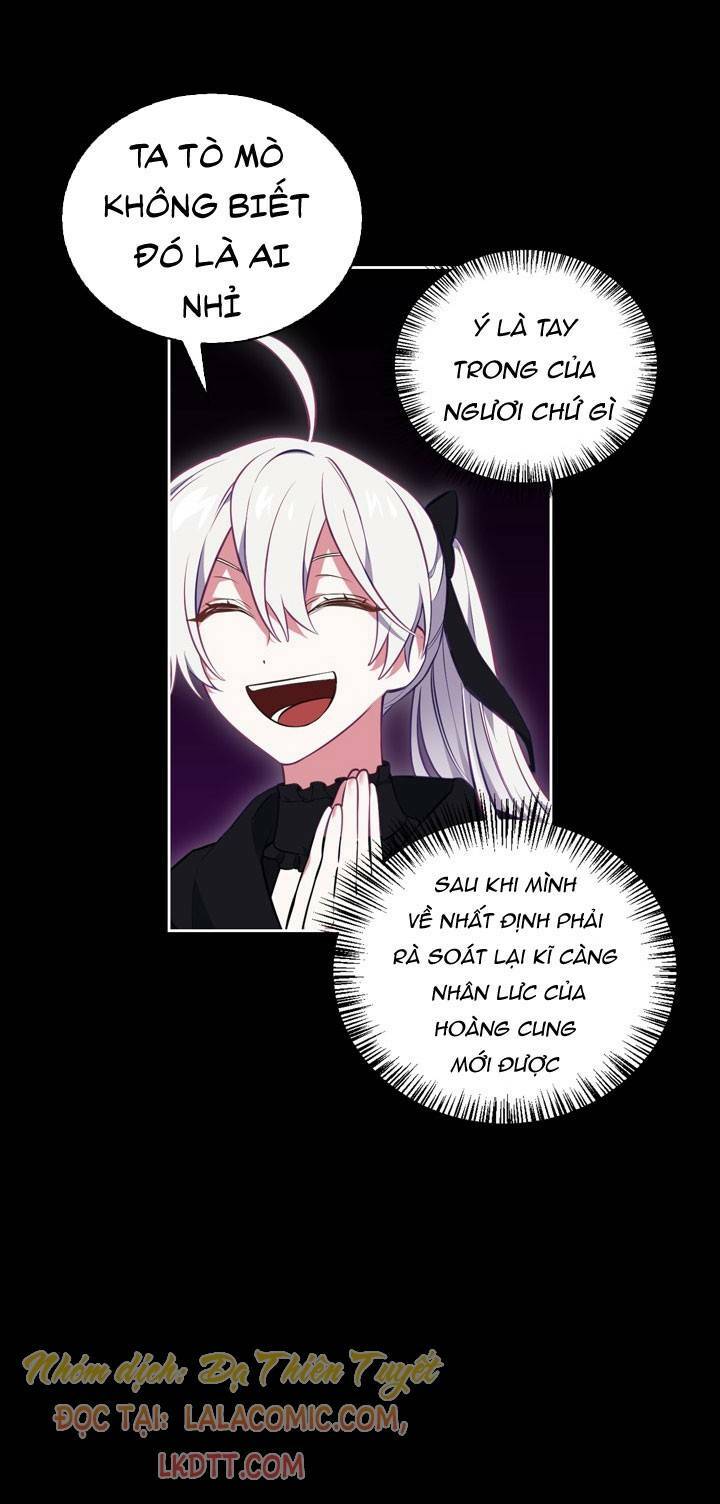 TA TÒ MÒ
KHÔNG BIẾT
ĐÓ LÀ AI
NHỈ
Ý LÀ TAY
TRONG CỦA
NGƯƠI CHỨ GÌ
SAU KHI MÌNH
VỀ NHẤT ĐỊNH PHẢI
RÀ SOÁT LẠI KĨ CÀNG
NHÂN LƯC CỦA
HOÀNG CUNG
MỚI ĐƯỢC
Nhóm dịch: Dạ Thiên Tuyết
ĐỌC TẠI: LALACOMIC.COM,
LKDTT.COM